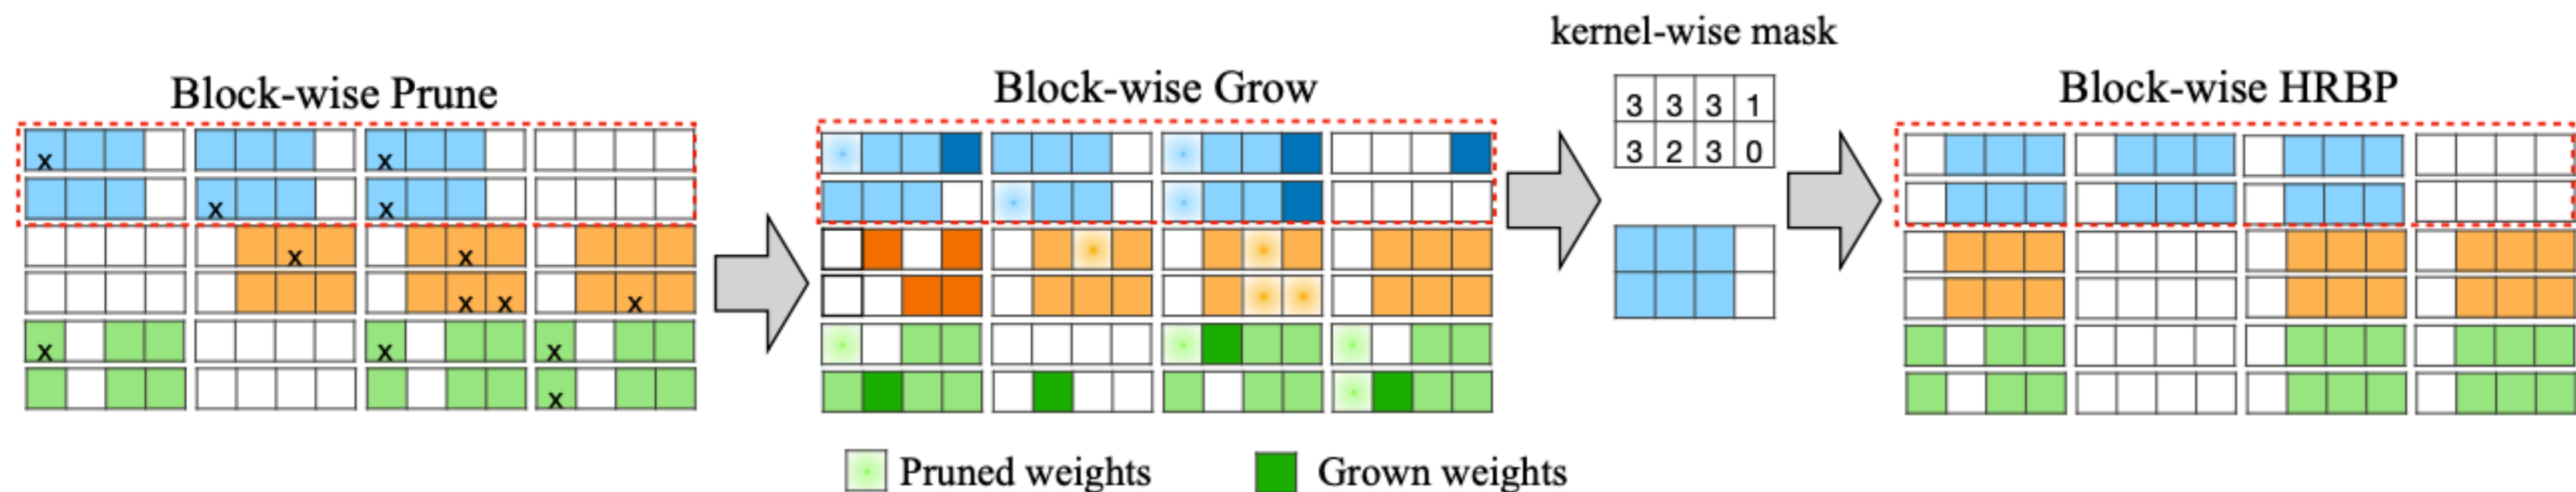 kernel-wise mask
Block-wise Prune
Block-wise Grow
Block-wise HRBP
3 3 3 1
3 2 3 0
x x
x x
x x
x x x
x x x
x
Pruned weights
Grown weights